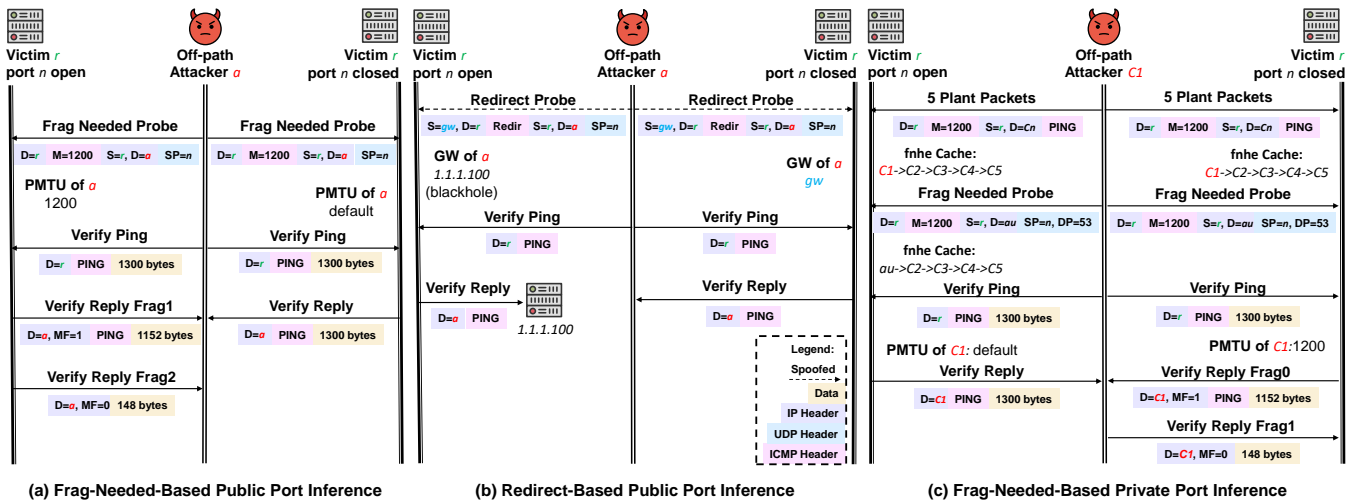 Victim r
port n open
Off-path
Attacker a
Victim r
port n closed
Frag Needed Probe
Frag Needed Probe
D=r M=1200 S=r, D=a SP=n
D=r M=1200 S=r, D=a SP=n
PMTU of a
1200
PMTU of a
default
Verify Ping
Verify Ping
D=r PING 1300 bytes
D=r PING 1300 bytes
Verify Reply Frag1
Verify Reply
D=a, MF=1 PING 1152 bytes
D=a PING 1300 bytes
Verify Reply Frag2
D=a, MF=0 148 bytes
(a) Frag-Needed-Based Public Port Inference
Victim r
port n open
Off-path
Attacker a
Victim r
port n closed
Redirect Probe
Redirect Probe
S=gw, D=r Redir S=r, D=a SP=n
S=gw, D=r Redir S=r, D=a SP=n
GW of a
1.1.1.100
(blackhole)
GW of a
gw
Verify Ping
Verify Ping
D=r PING
D=r PING
Verify Reply
Verify Reply
D=a PING
1.1.1.100
D=a PING
Legend:
Spoofed
Data
IP Header
UDP Header
ICMP Header
(b) Redirect-Based Public Port Inference
Victim r
port n open
Off-path
Attacker C1
Victim r
port n closed
5 Plant Packets
5 Plant Packets
D=r M=1200 S=r, D=Cn PING
D=r M=1200 S=r, D=Cn PING
fnhe Cache:
C1->C2->C3->C4->C5
fnhe Cache:
C1->C2->C3->C4->C5
Frag Needed Probe
Frag Needed Probe
D=r M=1200 S=r, D=au SP=n, DP=53
D=r M=1200 S=r, D=au SP=n, DP=53
fnhe Cache:
au->C2->C3->C4->C5
Verify Ping
Verify Ping
D=r PING 1300 bytes
D=r PING 1300 bytes
PMTU of C1: default
PMTU of C1:1200
Verify Reply
Verify Reply Frag0
D=C1 PING 1300 bytes
D=C1, MF=1 PING 1152 bytes
Verify Reply Frag1
D=C1, MF=0 148 bytes
(c) Frag-Needed-Based Private Port Inference